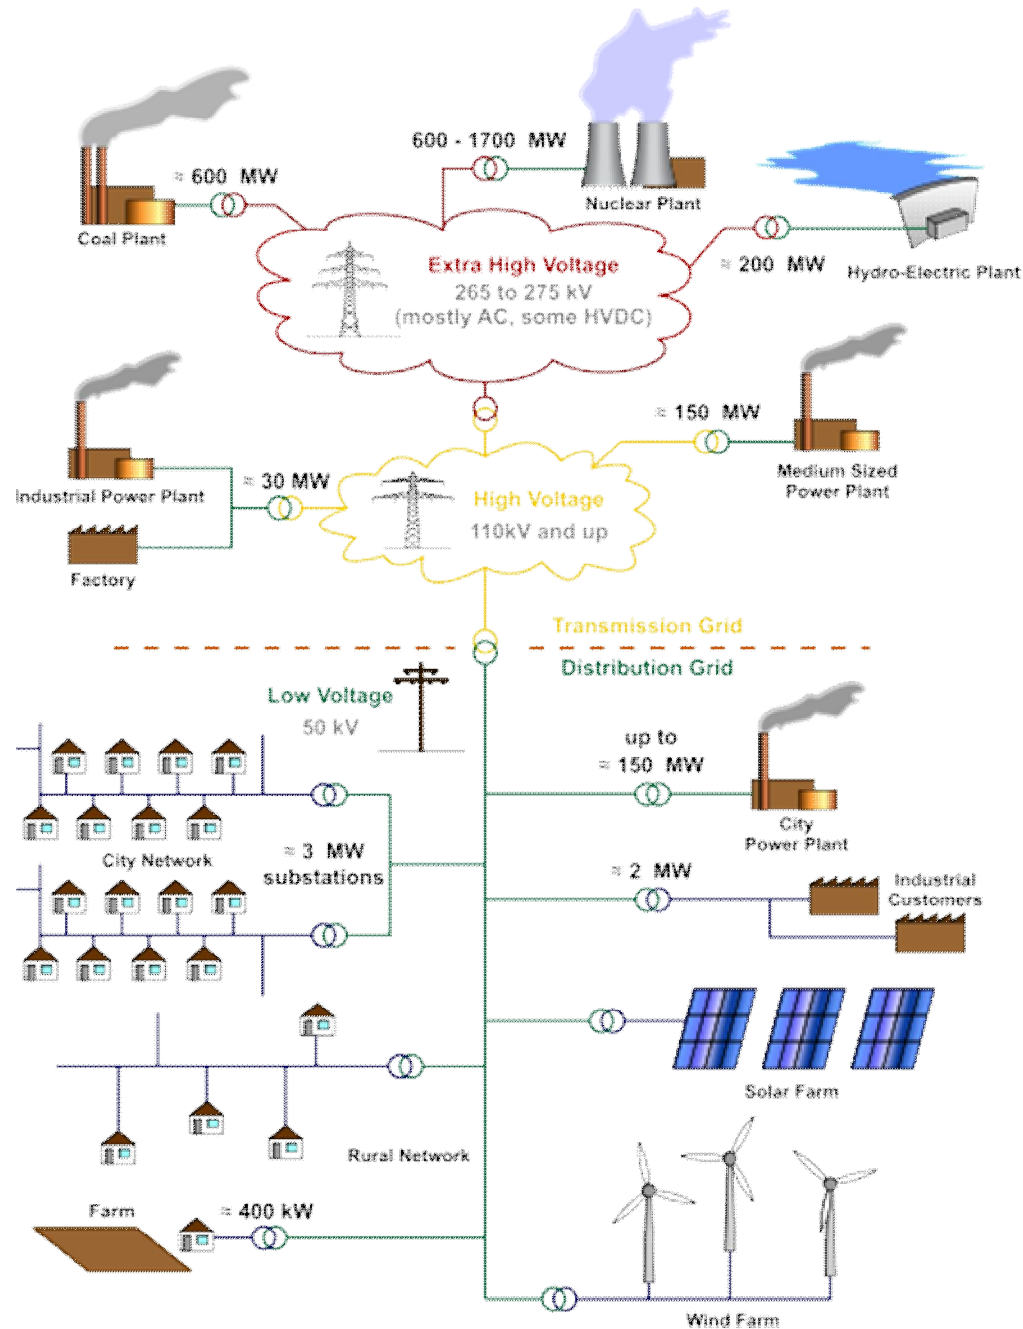 600 - 1700 MW
≈ 600 MW
Nuclear Plant
Coal Plant
≈ 200 MW
Hydro-Electric Plant
Extra High Voltage
265 to 275 kV
(mostly AC, some HVDC)
≈ 150 MW
Medium Sized
Power Plant
≈ 30 MW
Industrial Power Plant
Factory
High Voltage
110kV and up
Transmission Grid
Distribution Grid
Low Voltage
50 kV
up to
≈ 150 MW
City
Power Plant
City Network
≈ 3 MW
substations
≈ 2 MW
Industrial
Customers
Solar Farm
Rural Network
Farm
≈ 400 kW
Wind Farm